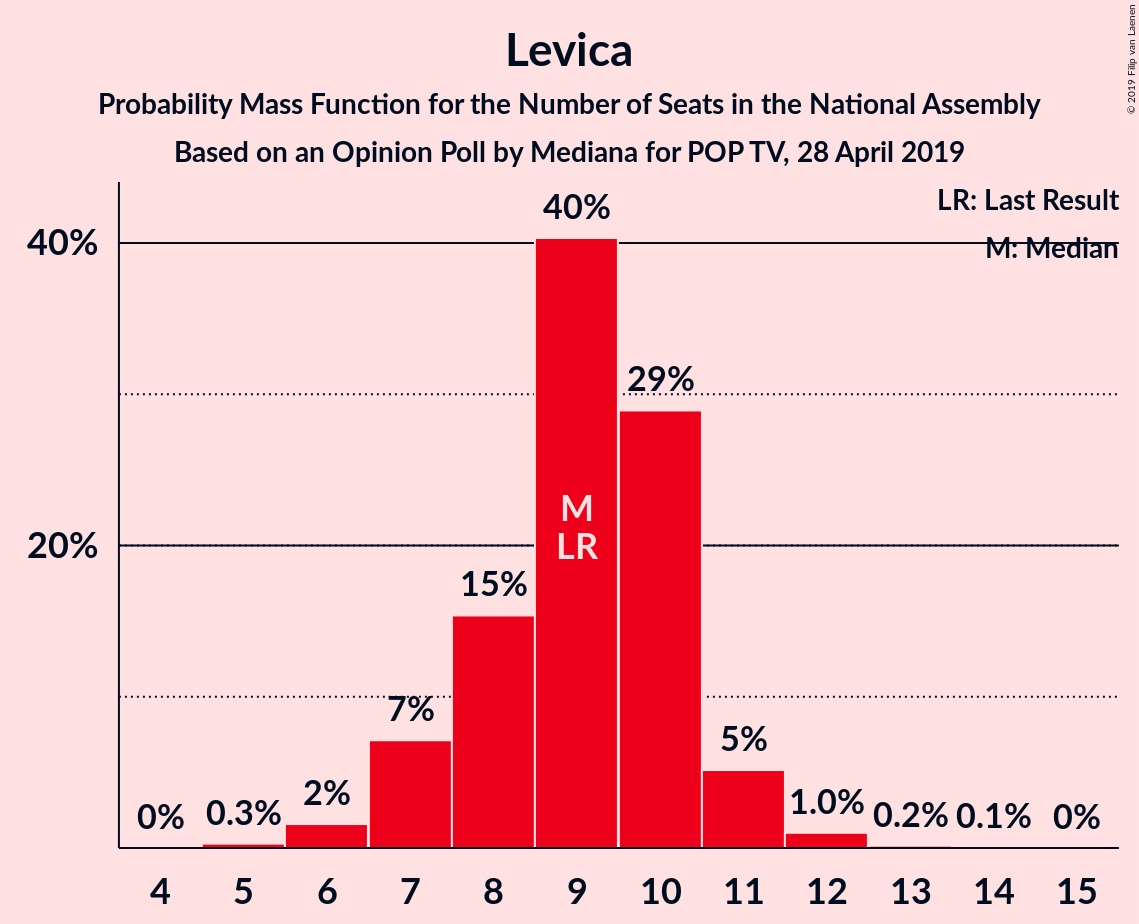 © 2019 Filip van Laenen
Levica
Probability Mass Function for the Number of Seats in the National Assembly
Based on an Opinion Poll by Mediana for POP TV, 28 April 2019
LR: Last Result
M: Median
40%
20%
0%
0.3%
2%
7%
15%
40%
29%
5%
1.0%
0.2%
0.1%
0%
M
LR
4 5 6 7 8 9 10 11 12 13 14 15